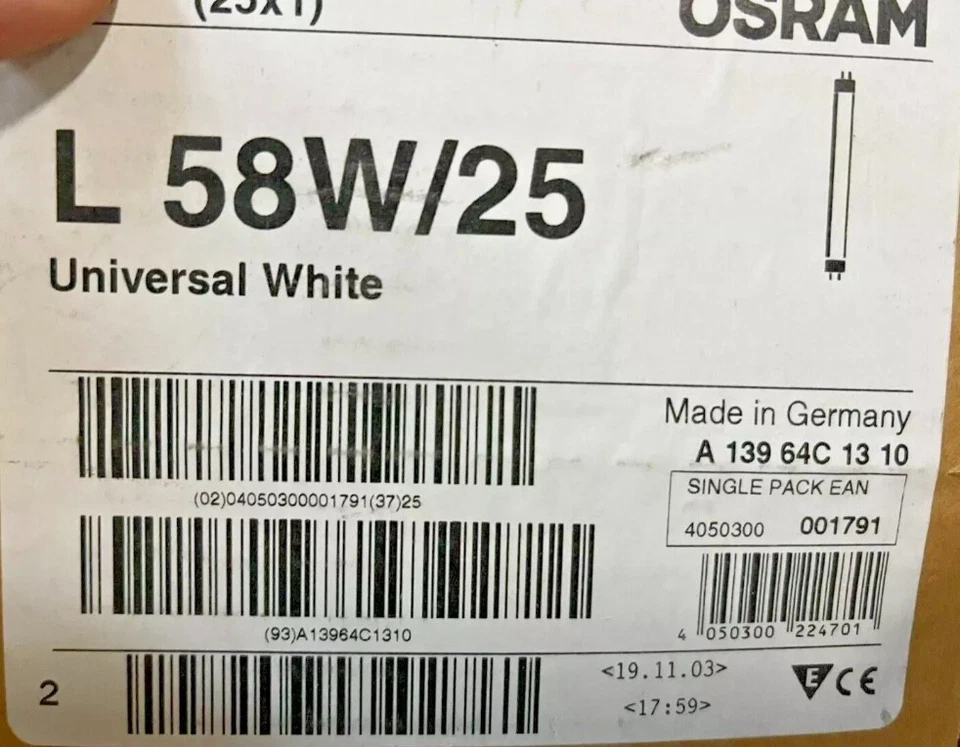 (25x1)
OSRAM
L 58W/25
Universal White
Made in Germany
A 139 64C 13 10
SINGLE PACK EAN
4050300 001791
(02)04050300001791(37)25
(93)A13964C1310
4 050300 224701
2
<19.11.03>
<17:59>
E CE